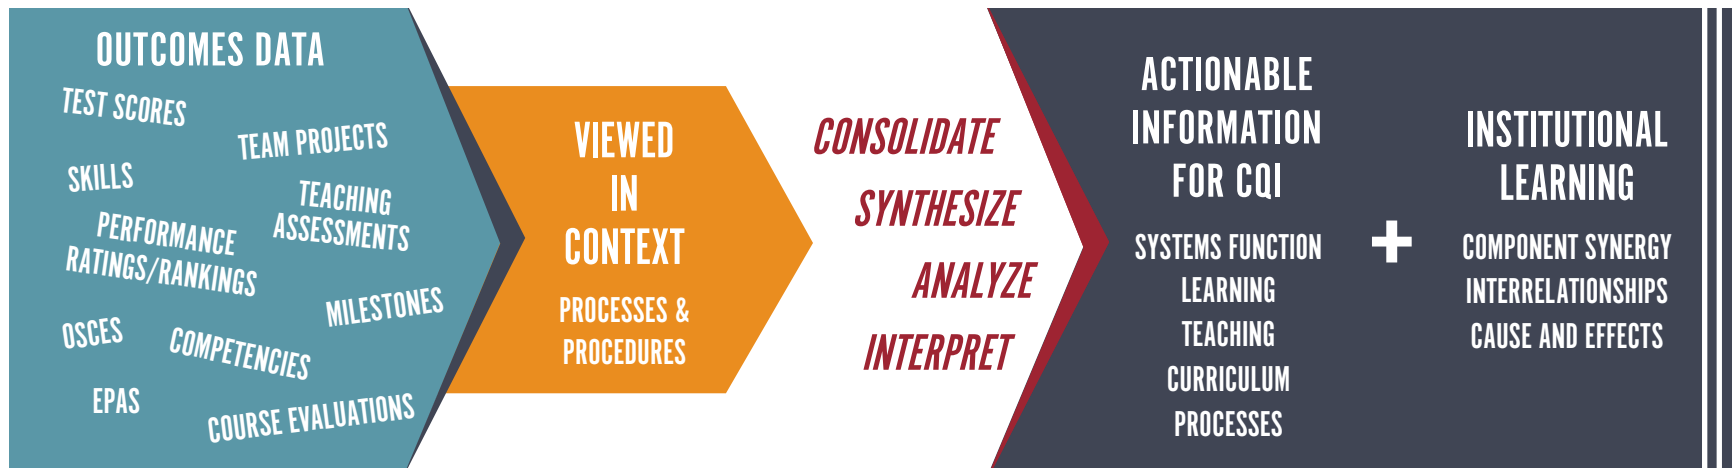 OUTCOMES DATA
TEST SCORES
TEAM PROJECTS
SKILLS
TEACHING
ASSESSMENTS
PERFORMANCE
RATINGS/RANKINGS
MILESTONES
OSCES
COMPETENCIES
EPAS
COURSE EVALUATIONS
VIEWED
IN
CONTEXT
PROCESSES &
PROCEDURES
CONSOLIDATE
SYNTHESIZE
ANALYZE
INTERPRET
ACTIONABLE
INFORMATION
FOR CQI
SYSTEMS FUNCTION
LEARNING
TEACHING
CURRICULUM
PROCESSES
+
INSTITUTIONAL
LEARNING
COMPONENT SYNERGY
INTERRELATIONSHIPS
CAUSE AND EFFECTS